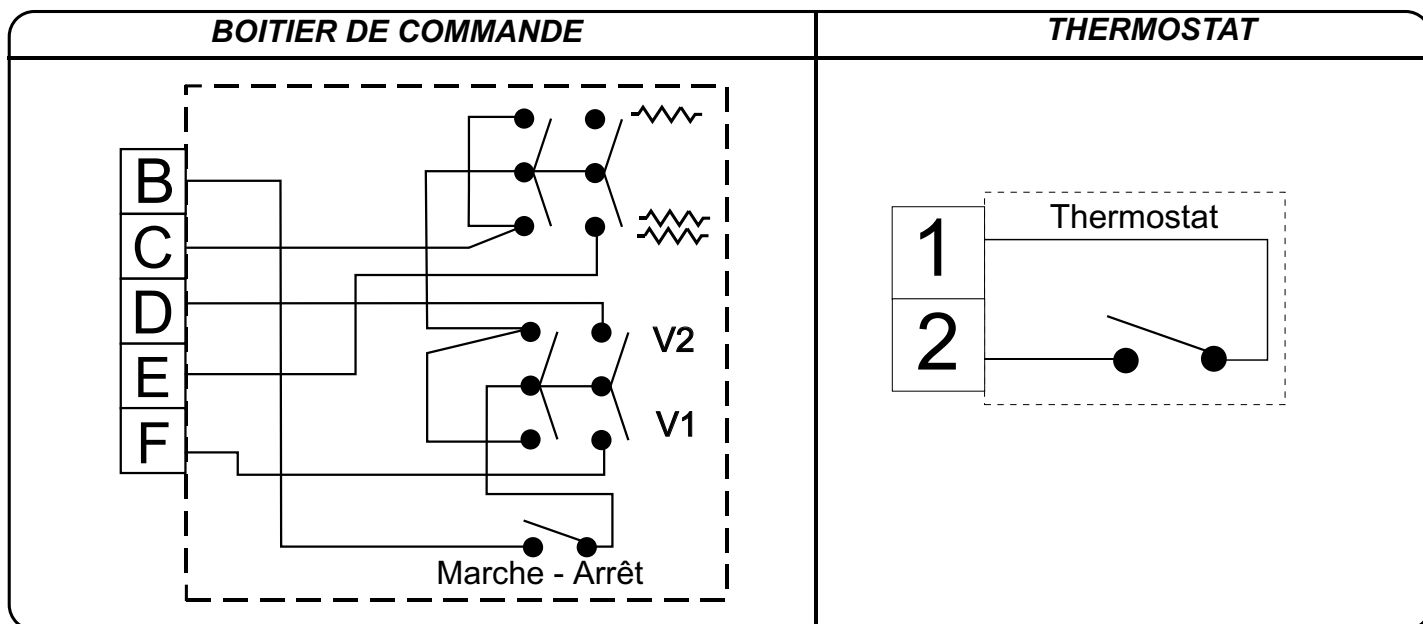 BOITIER DE COMMANDE
THERMOSTAT
B
C
D
E
F
V2
V1
Marche - Arrêt
Thermostat
1
2